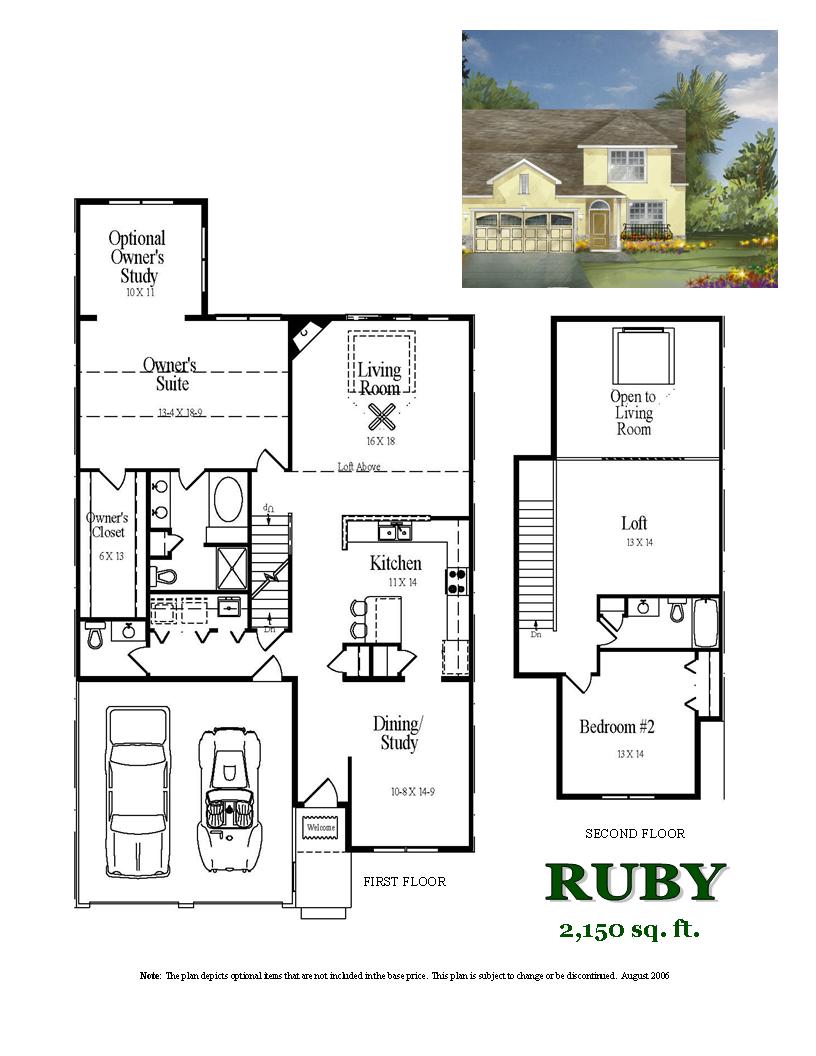 Optional
Owner's
Study
10 X 11
Owner's
Suite
13-4 X 18-9
Living
Room
16 X 18
Loft Above
Owner's
Closet
6 X 13
Up
Dn
Kitchen
11 X 14
Dining/
Study
10-8 X 14-9
Welcome
FIRST FLOOR
Open to
Living
Room
Loft
13 X 14
Dn
Bedroom #2
13 X 14
SECOND FLOOR
RUBY
2,150 sq. ft.
Note: The plan depicts optional items that are not included in the base price. This plan is subject to change or be discontinued. August 2006